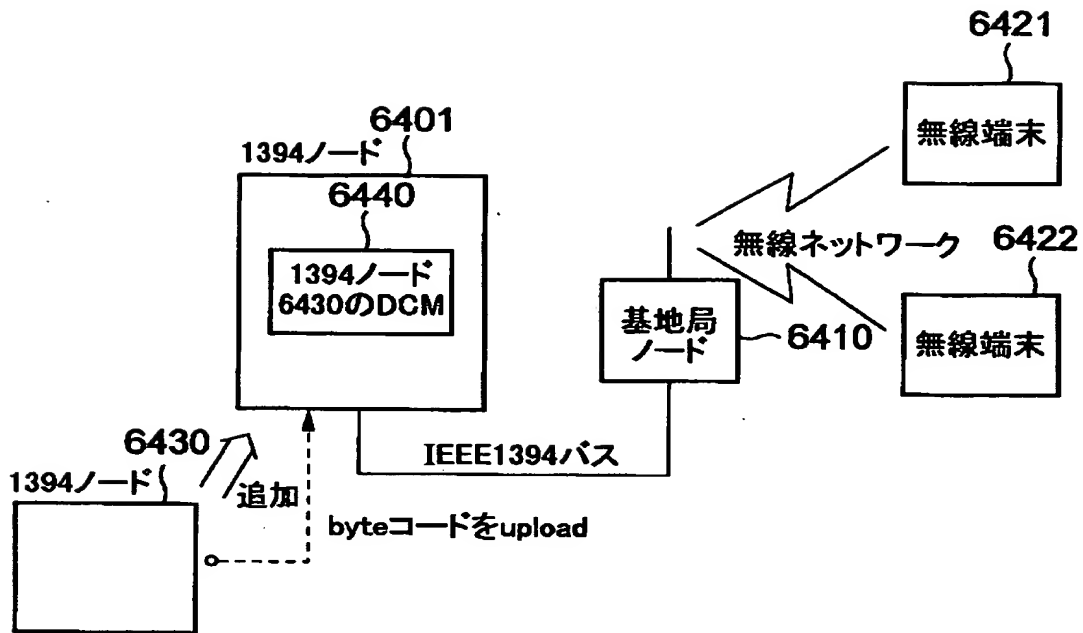 6421
無線端末
6401
1394ノード
6440
1394ノード
6430のDCM
無線ネットワーク
6422
無線端末
基地局
ノード
6410
IEEE1394バス
6430
1394ノード
追加
byteコードをupload